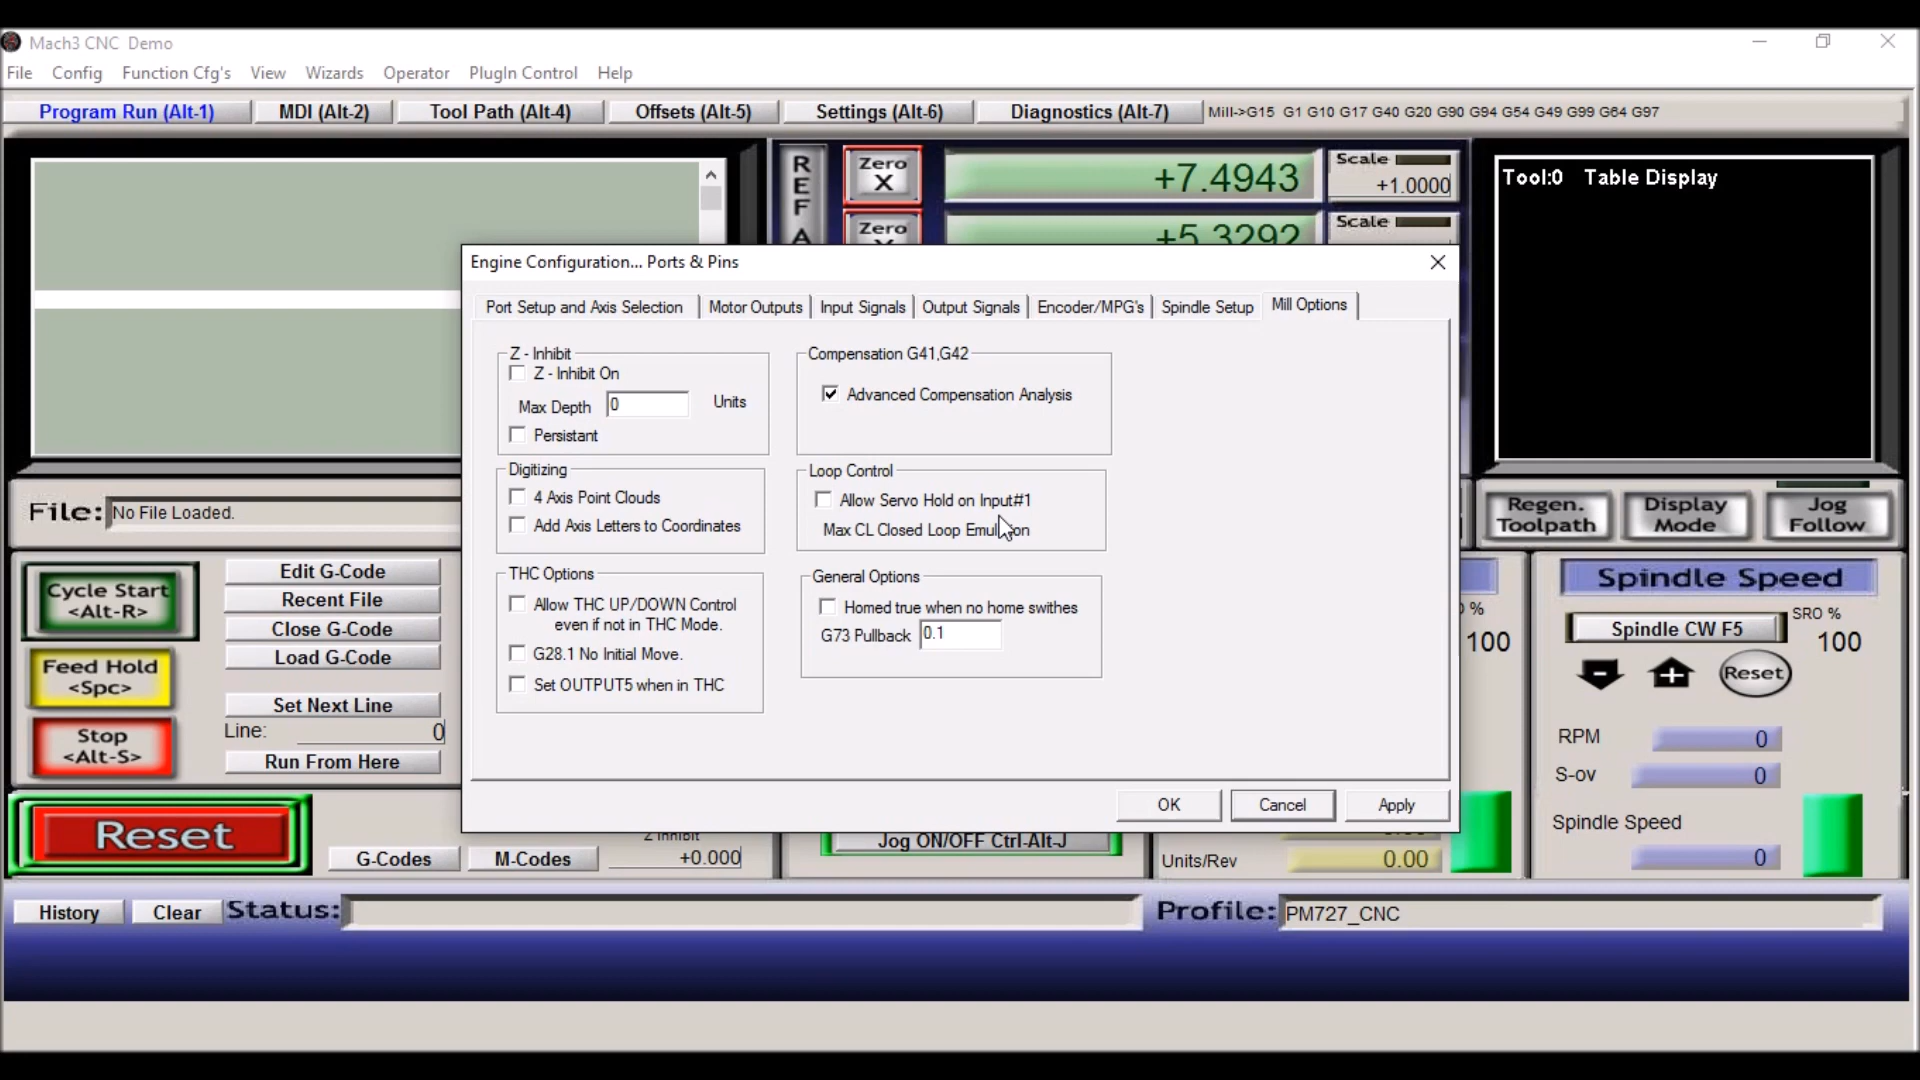 Mach3 CNC Demo
File Config Function Cfg's View Wizards Operator PlugIn Control Help
Program Run (Alt-1) MDI (Alt-2) Tool Path (Alt-4) Offsets (Alt-5) Settings (Alt-6) Diagnostics (Alt-7) Mill->G15 G1 G10 G17 G40 G20 G90 G94 G54 G49 G99 G64 G97
R
E
F
A
Zero
X
+7.4943
Scale
+1.0000
Zero
+5.3292
Scale
Tool:0 Table Display
Engine Configuration... Ports & Pins
Port Setup and Axis Selection Motor Outputs Input Signals Output Signals Encoder/MPG's Spindle Setup Mill Options
Z - Inhibit
Z - Inhibit On
Max Depth 0 Units
Persistant
Compensation G41,G42
Advanced Compensation Analysis
Digitizing
4 Axis Point Clouds
Add Axis Letters to Coordinates
Loop Control
Allow Servo Hold on Input#1
Max CL Closed Loop Emulation
THC Options
Allow THC UP/DOWN Control
even if not in THC Mode.
G28.1 No Initial Move.
Set OUTPUT5 when in THC
General Options
Homed true when no home swithes
G73 Pullback 0.1
OK Cancel Apply
File: No File Loaded.
Regen.
Toolpath
Display
Mode
Jog
Follow
Cycle Start
<Alt-R>
Feed Hold
<Spc>
Stop
<Alt-S>
Reset
Edit G-Code
Recent File
Close G-Code
Load G-Code
Set Next Line
Line: 0
Run From Here
G-Codes M-Codes
Z Inhibit
+0.000
Jog ON/OFF Ctrl-Alt-J
%
100
Units/Rev 0.00
Spindle Speed
Spindle CW F5
SRO %
100
Reset
RPM 0
S-ov 0
Spindle Speed
0
History Clear Status:
Profile: PM727_CNC